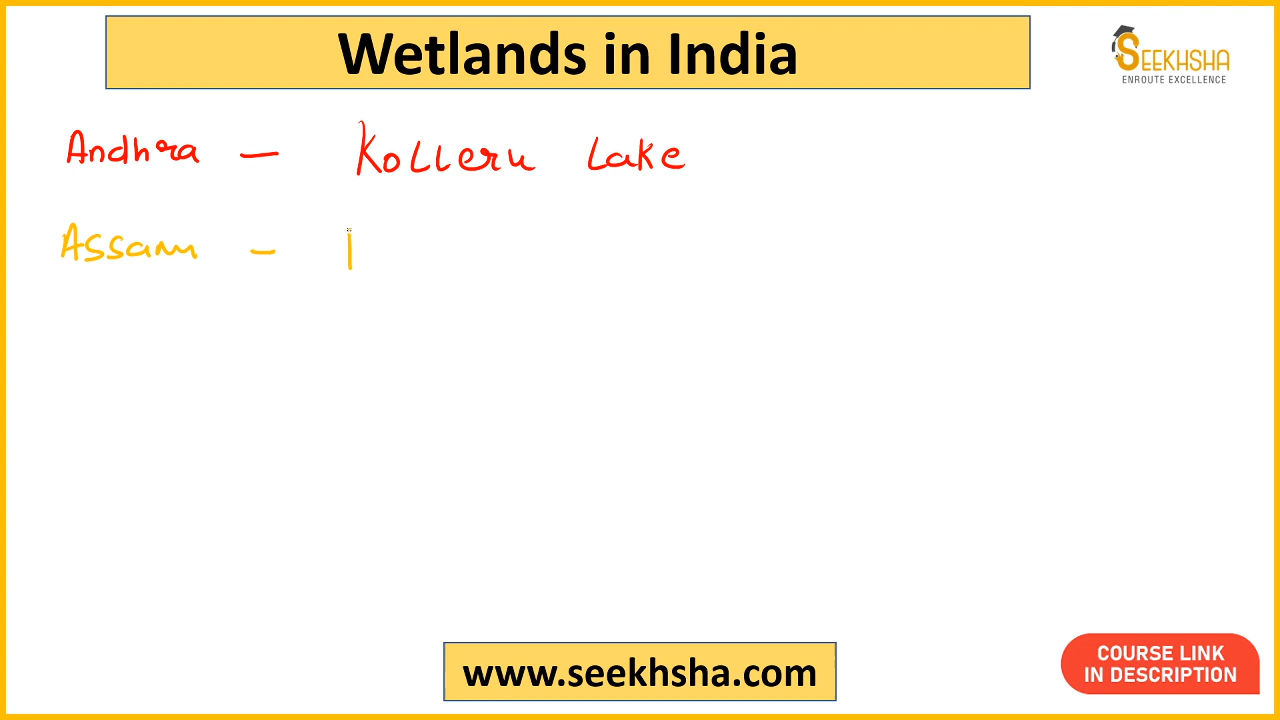 Wetlands in India
SEEKHSHA
ENROUTE EXCELLENCE
Andhra — Kolleru Lake
Assam —
www.seekhsha.com
COURSE LINK
IN DESCRIPTION